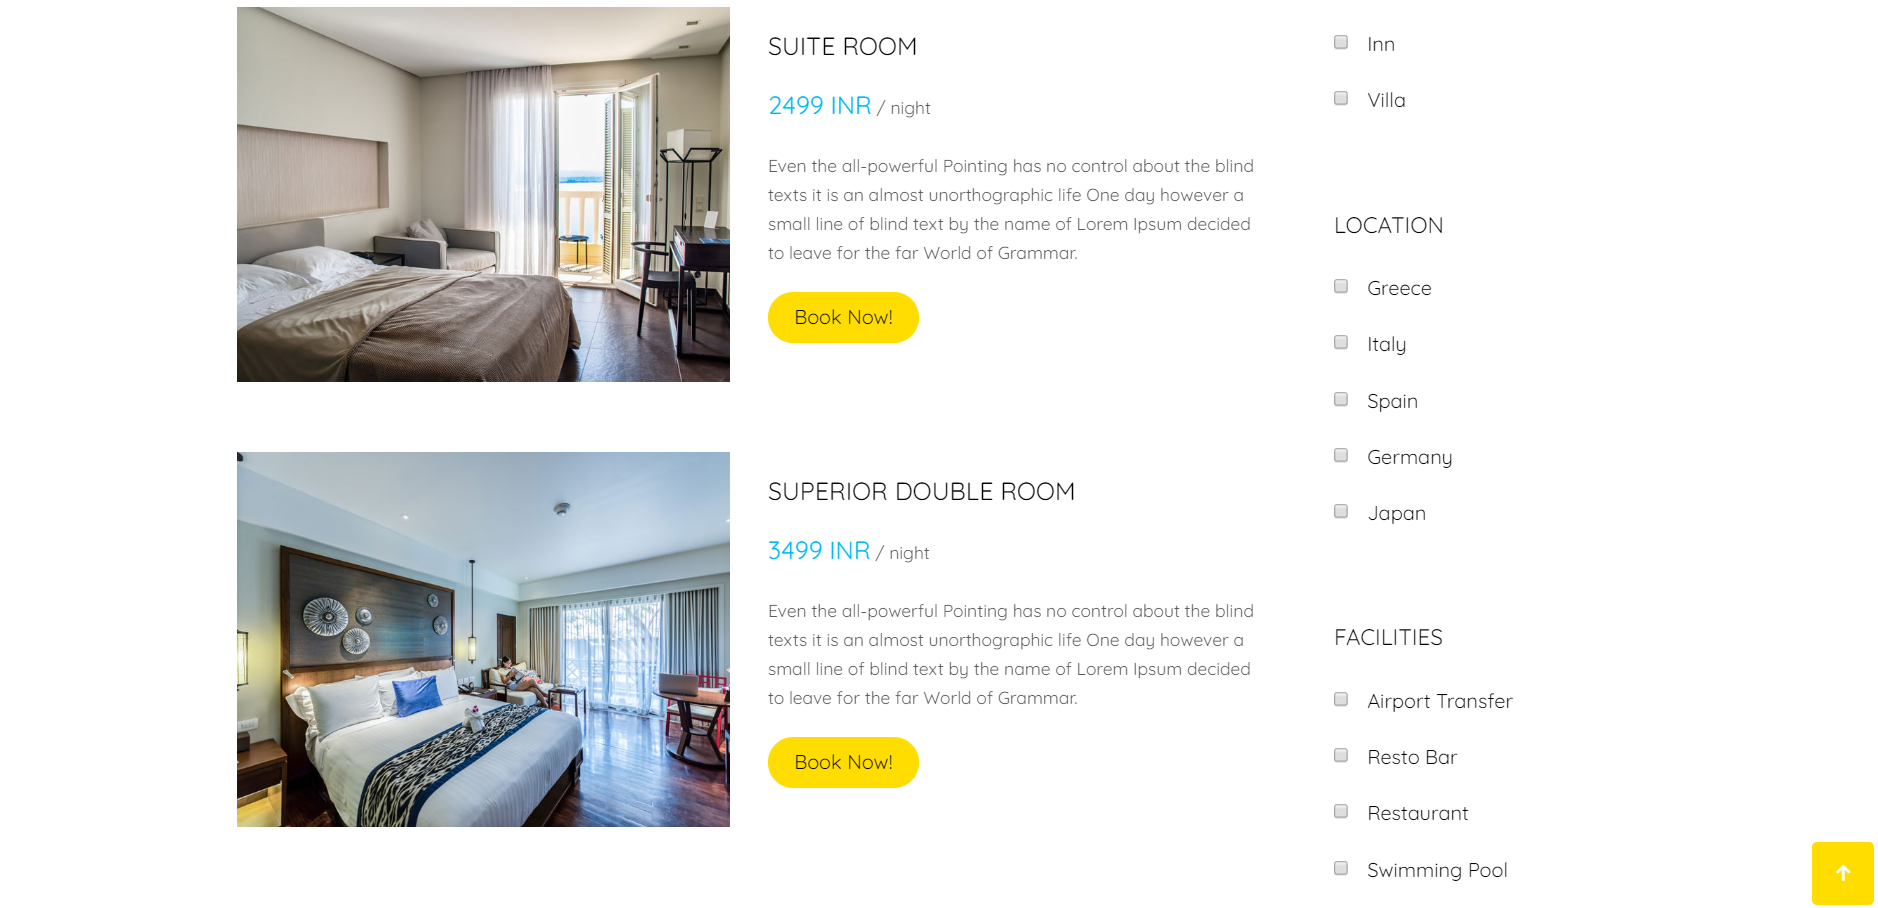 SUITE ROOM
2499 INR / night
Even the all-powerful Pointing has no control about the blind
texts it is an almost unorthographic life One day however a
small line of blind text by the name of Lorem Ipsum decided
to leave for the far World of Grammar.
Book Now!
SUPERIOR DOUBLE ROOM
3499 INR / night
Even the all-powerful Pointing has no control about the blind
texts it is an almost unorthographic life One day however a
small line of blind text by the name of Lorem Ipsum decided
to leave for the far World of Grammar.
Book Now!
Inn
Villa
LOCATION
Greece
Italy
Spain
Germany
Japan
FACILITIES
Airport Transfer
Resto Bar
Restaurant
Swimming Pool